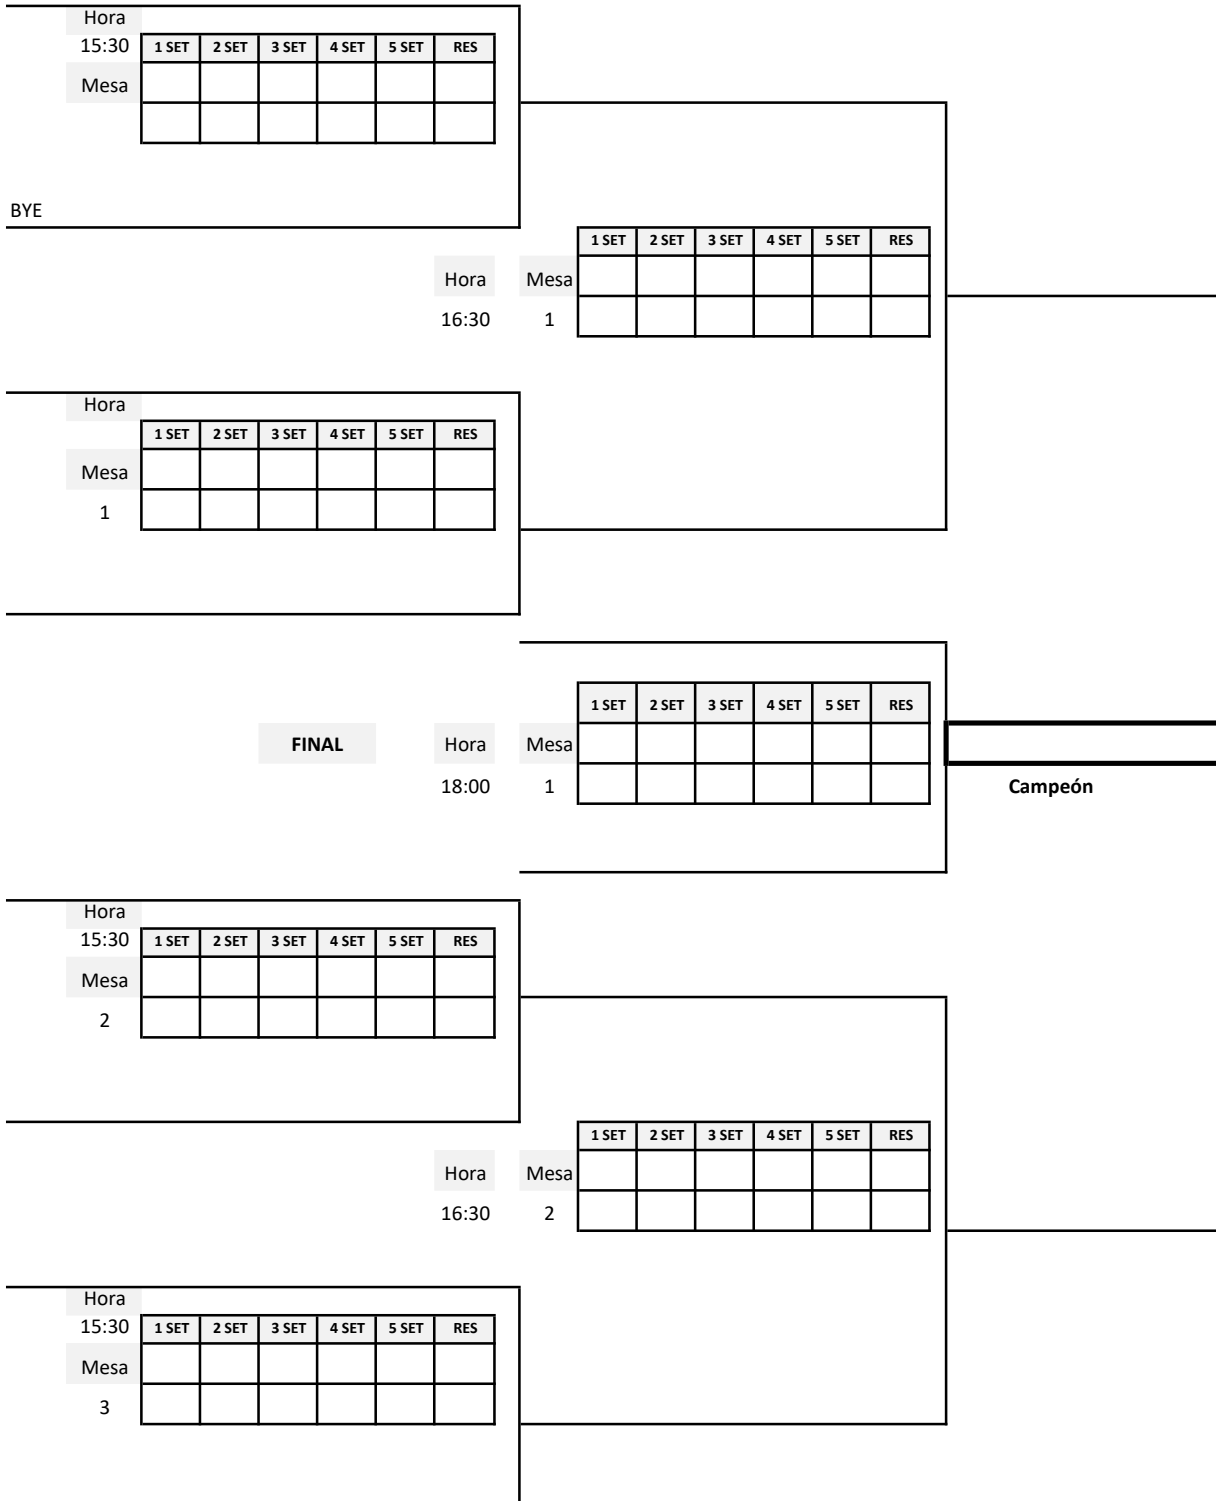 Hora
15:30 1 SET 2 SET 3 SET 4 SET 5 SET RES
Mesa
BYE
1 SET 2 SET 3 SET 4 SET 5 SET RES
Hora Mesa
16:30 1
Hora
1 SET 2 SET 3 SET 4 SET 5 SET RES
Mesa
1
1 SET 2 SET 3 SET 4 SET 5 SET RES
FINAL Hora Mesa
18:00 1 Campeón
Hora
15:30 1 SET 2 SET 3 SET 4 SET 5 SET RES
Mesa
2
1 SET 2 SET 3 SET 4 SET 5 SET RES
Hora Mesa
16:30 2
Hora
15:30 1 SET 2 SET 3 SET 4 SET 5 SET RES
Mesa
3